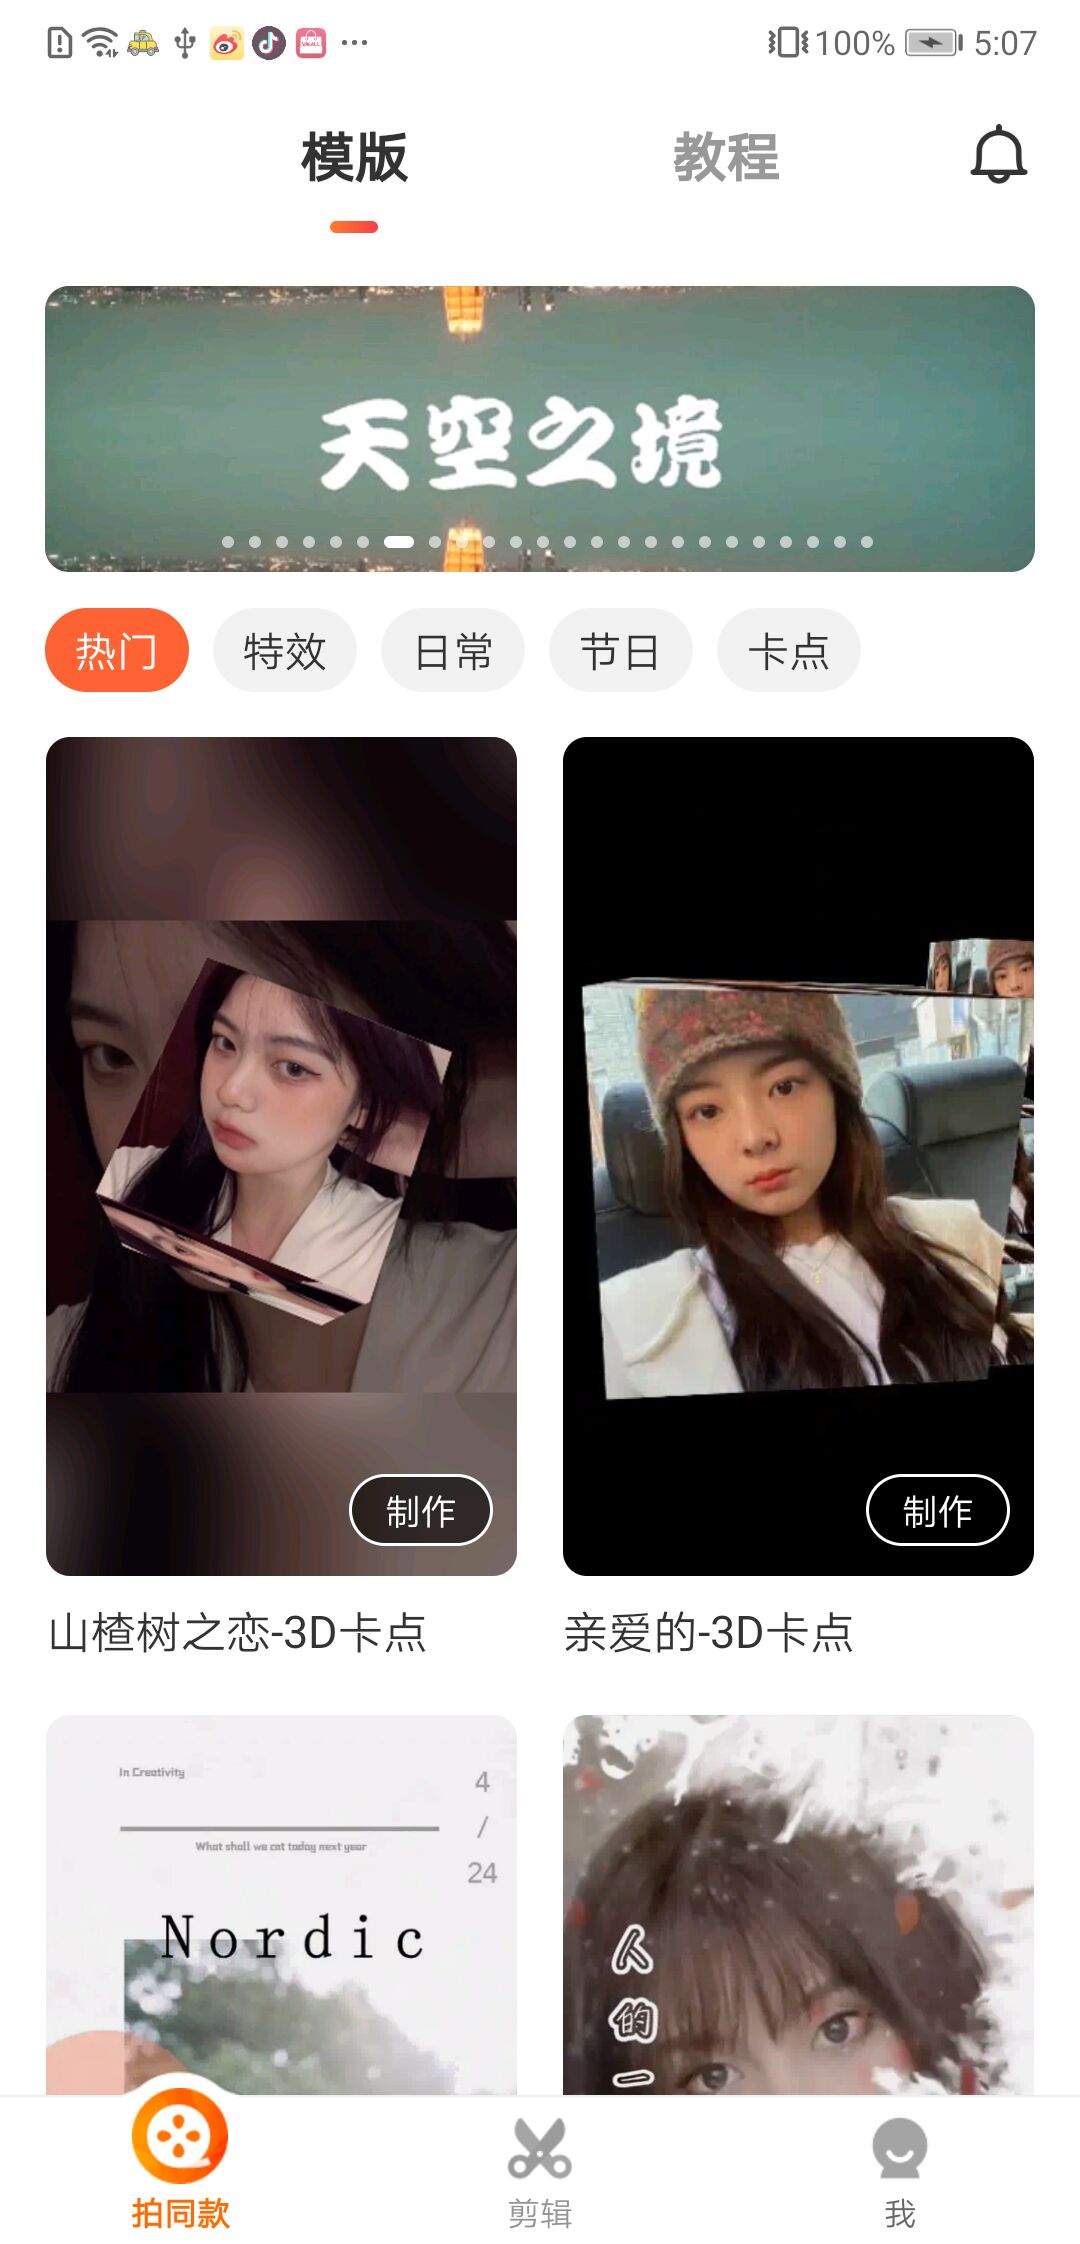 100% 5:07
模版 教程
天空之境
热门 特效 日常 节日 卡点
制作 制作
山楂树之恋-3D卡点 亲爱的-3D卡点
In Creativity
4
/
24
What shall we eat today next year
Nordic
人
的
一
拍同款 剪辑 我